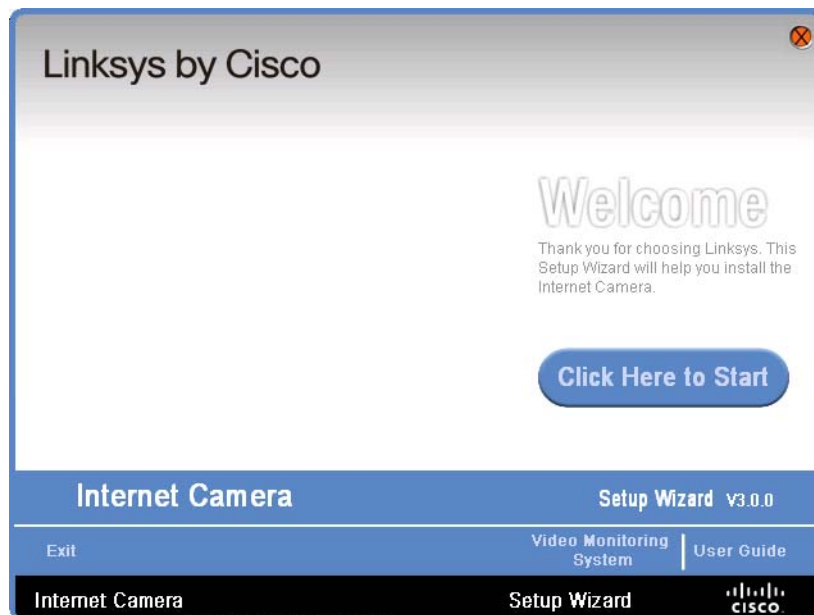 Linksys by Cisco
Welcome
Thank you for choosing Linksys. This
Setup Wizard will help you install the
Internet Camera.
Click Here to Start
Internet Camera
Setup Wizard V3.0.0
Exit
Video Monitoring
System
User Guide
Internet Camera
Setup Wizard
CISCO.